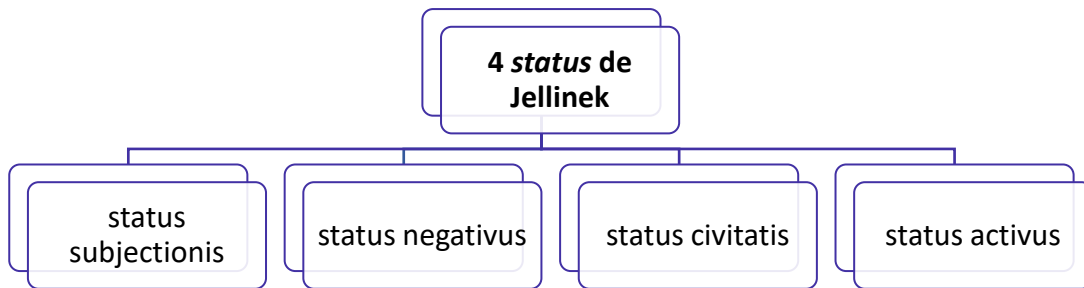 4 status de
Jellinek
status
subjectionis
status negativus
status civitatis
status activus